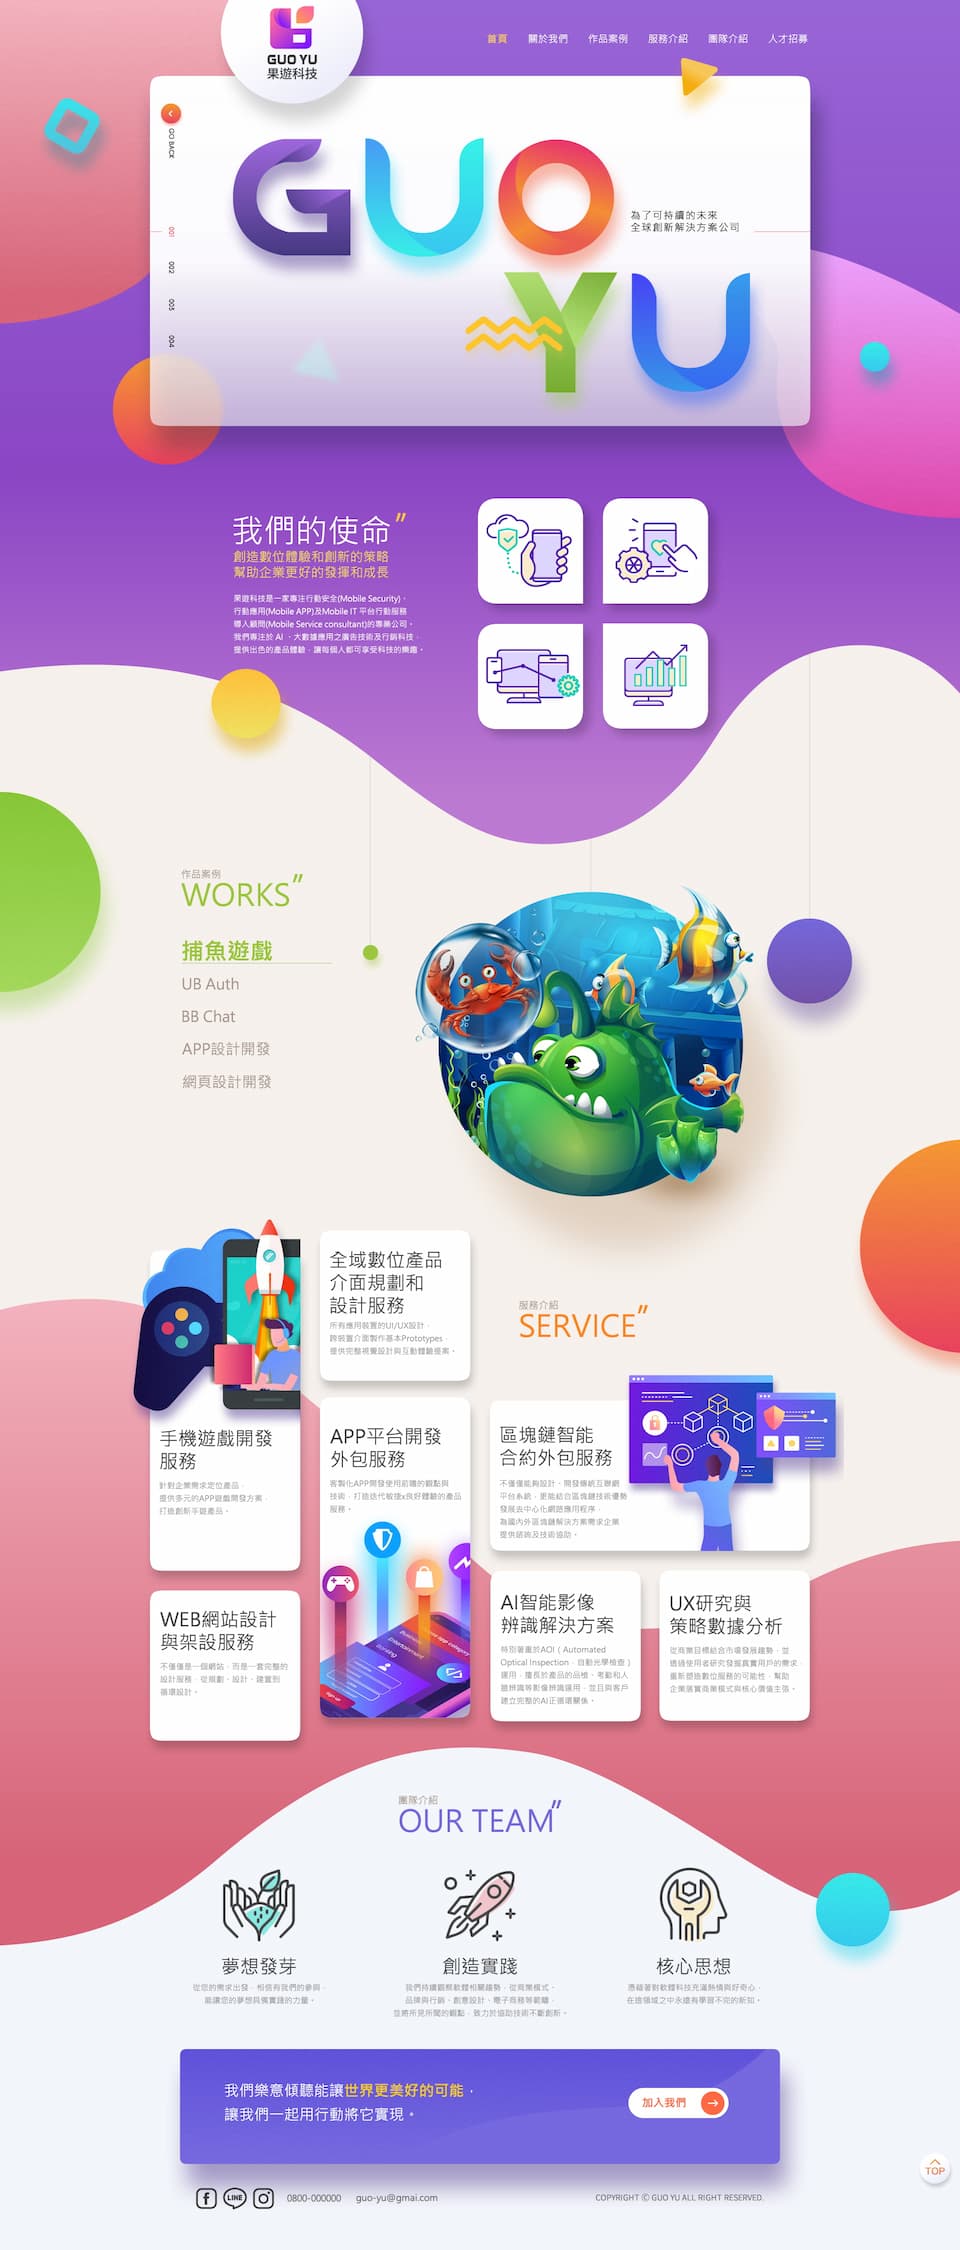 GUO YU
果遊科技
首頁
關於我們
作品案例
服務介紹
團隊介紹
人才招募
GO BACK
001
002
003
004
GUO
YU
為了可持續的未來
全球創新解決方案公司
我們的使命”
創造數位體驗和創新的策略
幫助企業更好的發揮和成長
果遊科技是一家專注行動安全(Mobile Security)、
行動應用(Mobile APP)及Mobile IT 平台行動服務
導入顧問(Mobile Service consultant)的專業公司。
我們專注於 AI 、大數據應用之廣告技術及行銷科技，
提供出色的產品體驗，讓每個人都可享受科技的樂趣。
作品案例
WORKS”
捕魚遊戲
UB Auth
BB Chat
APP設計開發
網頁設計開發
全域數位產品
介面規劃和
設計服務
所有應用裝置的UI/UX設計，
跨裝置介面製作基本Prototypes，
提供完整視覺設計與互動體驗提案。
服務介紹
SERVICE”
手機遊戲開發
服務
針對企業需求定位產品，
提供多元的APP遊戲開發方案，
打造創新手遊產品。
APP平台開發
外包服務
客製化APP開發使用前瞻的觀點與
技術，打造迭代敏捷x良好體驗的產品
服務。
區塊鏈智能
合約外包服務
不僅僅能夠設計、開發傳統互聯網
平台系統，更能結合區塊鏈技術優勢
發展去中心化網路應用程序，
為國內外區塊鏈解決方案需求企業
提供諮詢及技術協助。
WEB網站設計
與架設服務
不僅僅是一個網站，而是一套完整的
設計服務，從規劃、設計、建置到
循環設計。
Business
Entertainment
Banking
Sign up
AI智能影像
辨識解決方案
特別著重於AOI ( Automated
Optical Inspection，自動光學檢查 )
運用，擅長於產品的品檢、考勤和人
臉辨識等影像辨識運用，並且與客戶
建立完整的AI正循環關係。
UX研究與
策略數據分析
從商業目標結合市場發展趨勢，並
透過使用者研究發掘真實用戶的需求，
重新塑造數位服務的可能性，幫助
企業落實商業模式與核心價值主張。
團隊介紹
OUR TEAM”
夢想發芽
從您的需求出發，相信有我們的參與，
能讓您的夢想具備實踐的力量。
創造實踐
我們持續觀察軟體相關趨勢，從商業模式、
品牌與行銷、創意設計、電子商務等範疇，
並將所見所聞的觀點，致力於協助技術不斷創新。
核心思想
憑藉著對軟體科技充滿熱情與好奇心，
在這領域之中永遠有學習不完的新知。
我們樂意傾聽能讓世界更美好的可能，
讓我們一起用行動將它實現。
加入我們
TOP
LINE
0800-000000
guo-yu@gmai.com
COPYRIGHT © GUO YU ALL RIGHT RESERVED.